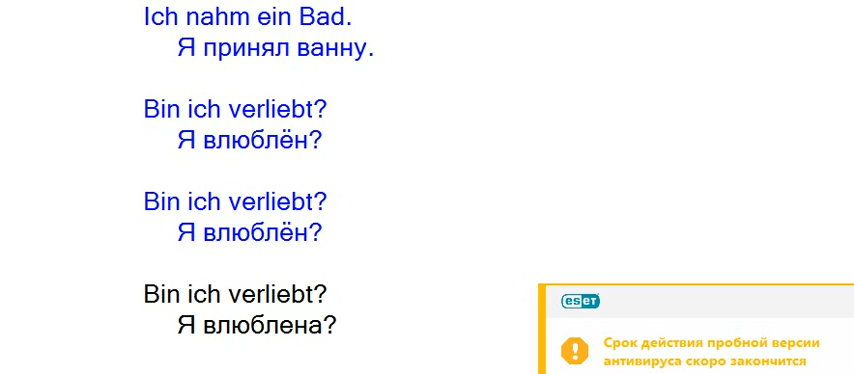 Ich nahm ein Bad.
Я принял ванну.
Bin ich verliebt?
Я влюблён?
Bin ich verliebt?
Я влюблён?
Bin ich verliebt?
Я влюблена?
eseт
Срок действия пробной версии
антивируса скоро закончится